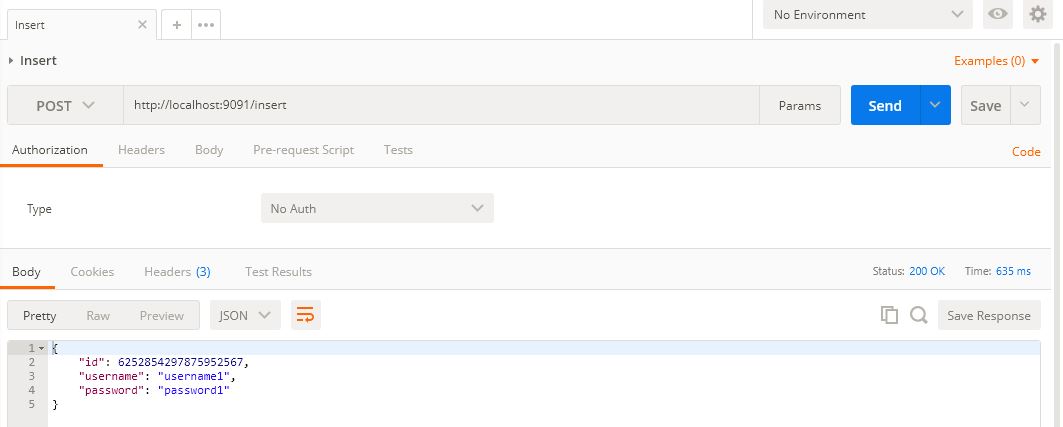 Insert
No Environment
Insert
Examples (0)
POST http://localhost:9091/insert Params Send Save
Authorization Headers Body Pre-request Script Tests Code
Type No Auth
Body Cookies Headers (3) Test Results Status: 200 OK Time: 635 ms
Pretty Raw Preview JSON Save Response
1 {
2 "id": 6252854297875952567,
3 "username": "username1",
4 "password": "password1"
5 }